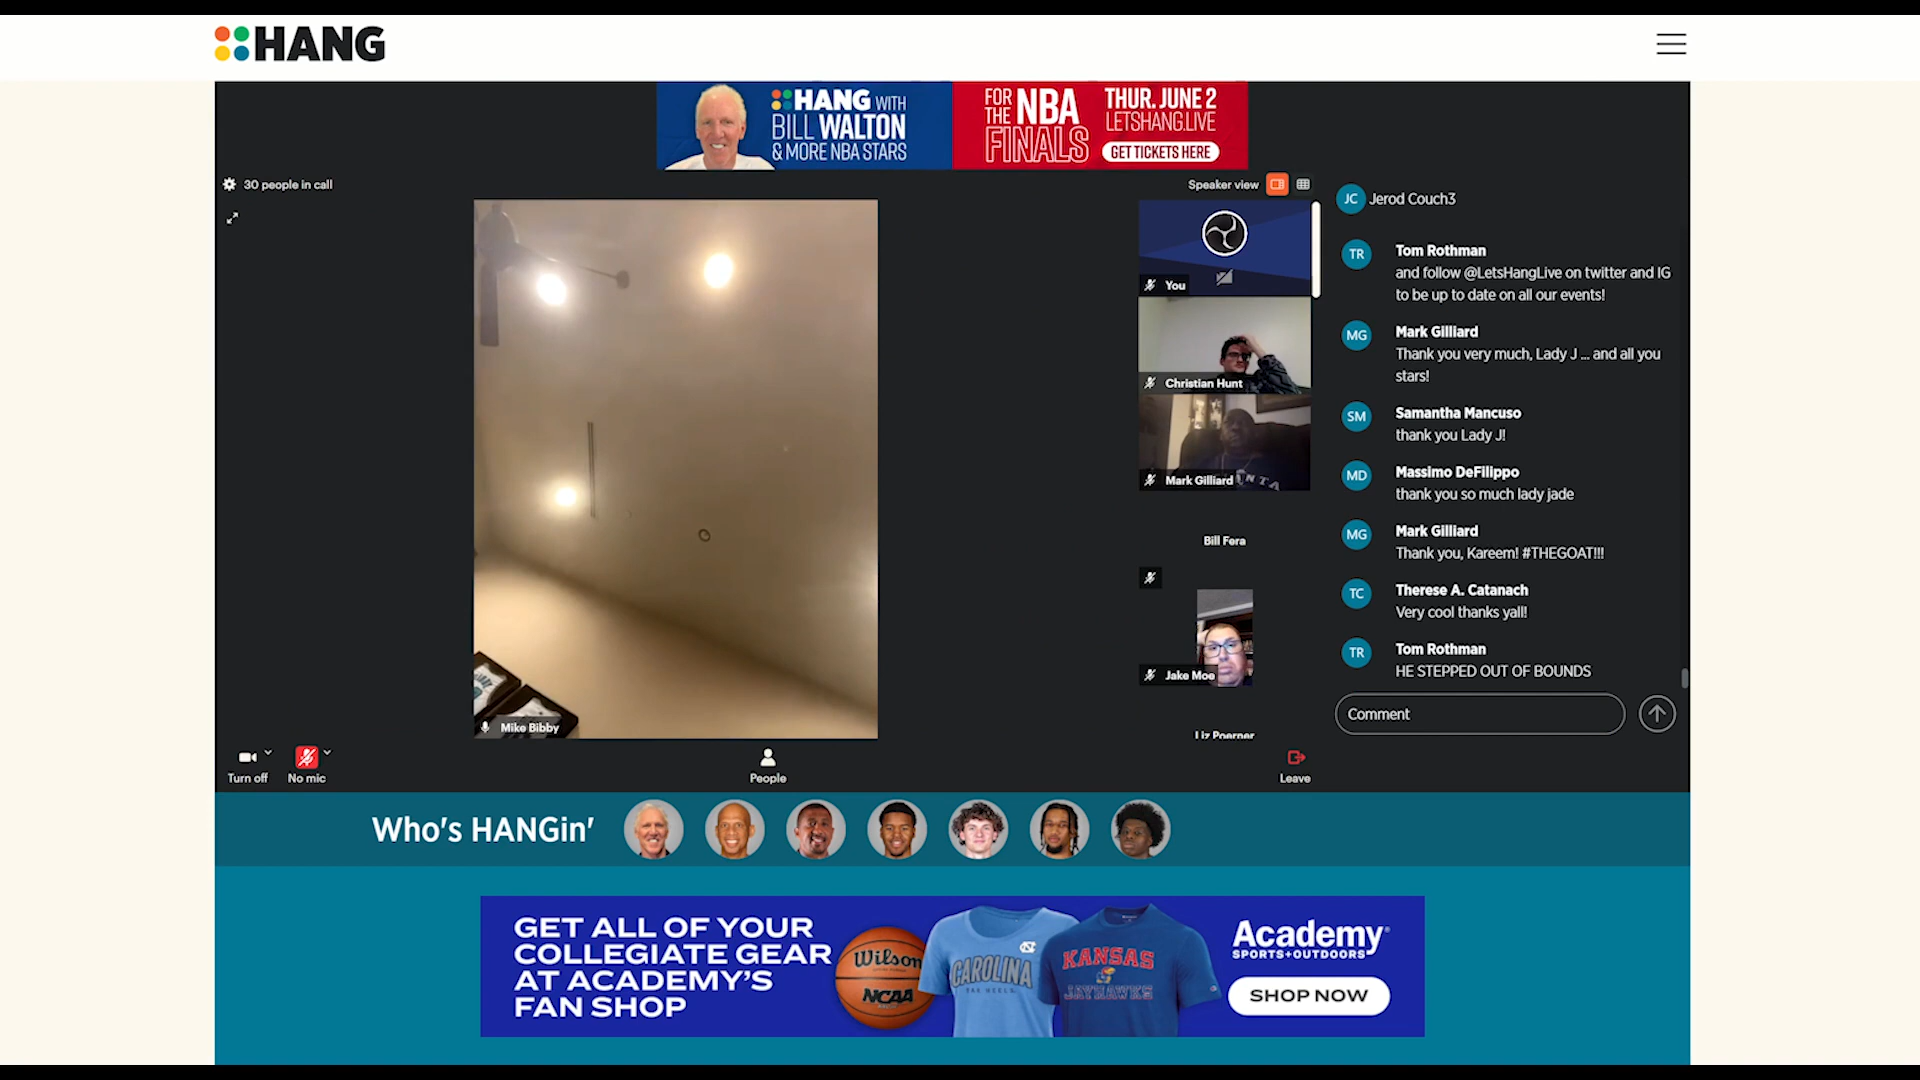 HANG
HANG WITH
BILL WALTON
& MORE NBA STARS
FOR THE NBA FINALS
THUR. JUNE 2
LETSHANG.LIVE
GET TICKETS HERE
30 people in call
Speaker view
You
Christian Hunt
Mark Gilliard
Bill Fera
Jake Moe
Liz Poerner
Mike Bibby
JC Jerod Couch3
TR Tom Rothman
and follow @LetsHangLive on twitter and IG
to be up to date on all our events!
MG Mark Gilliard
Thank you very much, Lady J ... and all you
stars!
SM Samantha Mancuso
thank you Lady J!
MD Massimo DeFilippo
thank you so much lady jade
MG Mark Gilliard
Thank you, Kareem! #THEGOAT!!!
TC Therese A. Catanach
Very cool thanks yall!
TR Tom Rothman
HE STEPPED OUT OF BOUNDS
Comment
Turn off
No mic
People
Leave
Who's HANGin'
GET ALL OF YOUR
COLLEGIATE GEAR
AT ACADEMY'S
FAN SHOP
Wilson
NCAA
CAROLINA
TAR HEELS
KANSAS
JAYHAWKS
Academy
SPORTS+OUTDOORS
SHOP NOW